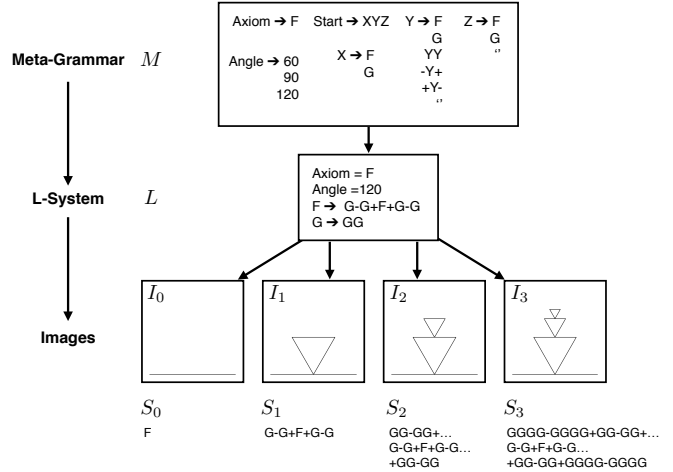 Axiom ➔ F Start ➔ XYZ Y ➔ F Z ➔ F
G G
Meta-Grammar M Angle ➔ 60 X ➔ F YY ‘’
90 G -Y+
120 +Y-
‘’
Axiom = F
Angle =120
L-System L F ➔ G-G+F+G-G
G ➔ GG
I₀ I₁ I₂ I₃
Images
S₀ S₁ S₂ S₃
F G-G+F+G-G GG-GG+... GGGG-GGGG+GG-GG+...
G-G+F+G-G... G-G+F+G-G...
+GG-GG +GG-GG+GGGG-GGGG